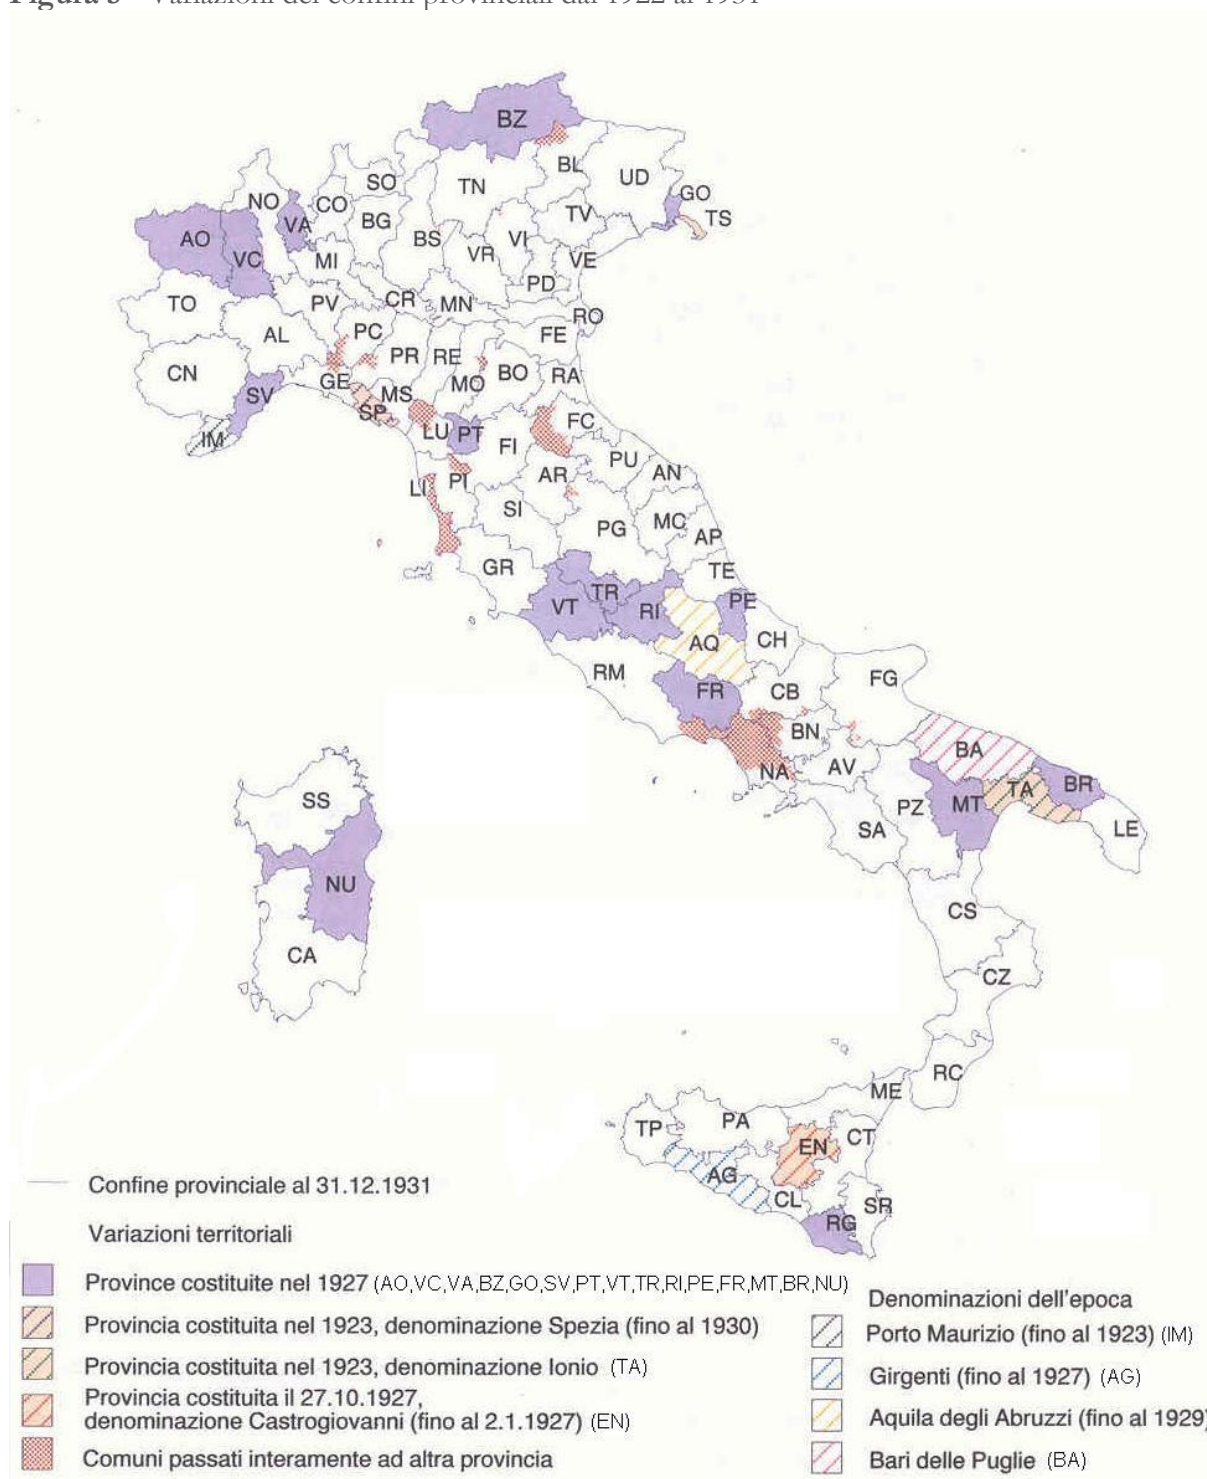 Figura 3 - Variazioni dei confini provinciali dal 1922 al 1931
BZ
BL
UD
SO
TN
GO
NO
CO
TV
TS
VA
BG
AO
BS
VI
VC
MI
VR
VE
PD
TO
PV
CR
MN
RO
AL
PC
FE
PR
RE
CN
GE
MO
BO
RA
SV
MS
SP
FC
IM
LU
PT
FI
PU
AN
LI
PI
AR
SI
PG
MC
AP
GR
TE
TR
PE
VT
RI
AQ
CH
RM
FG
FR
CB
BN
BA
NA
AV
BR
SS
PZ
MT
TA
SA
LE
NU
CS
CA
CZ
RC
ME
TP
PA
CT
EN
AG
CL
SR
RG
Confine provinciale al 31.12.1931
Variazioni territoriali
Province costituite nel 1927 (AO,VC,VA,BZ,GO,SV,PT,VT,TR,RI,PE,FR,MT,BR,NU)
Provincia costituita nel 1923, denominazione Spezia (fino al 1930)
Provincia costituita nel 1923, denominazione Ionio (TA)
Provincia costituita il 27.10.1927,
denominazione Castrogiovanni (fino al 2.1.1927) (EN)
Comuni passati interamente ad altra provincia
Denominazioni dell'epoca
Porto Maurizio (fino al 1923) (IM)
Girgenti (fino al 1927) (AG)
Aquila degli Abruzzi (fino al 1929)
Bari delle Puglie (BA)